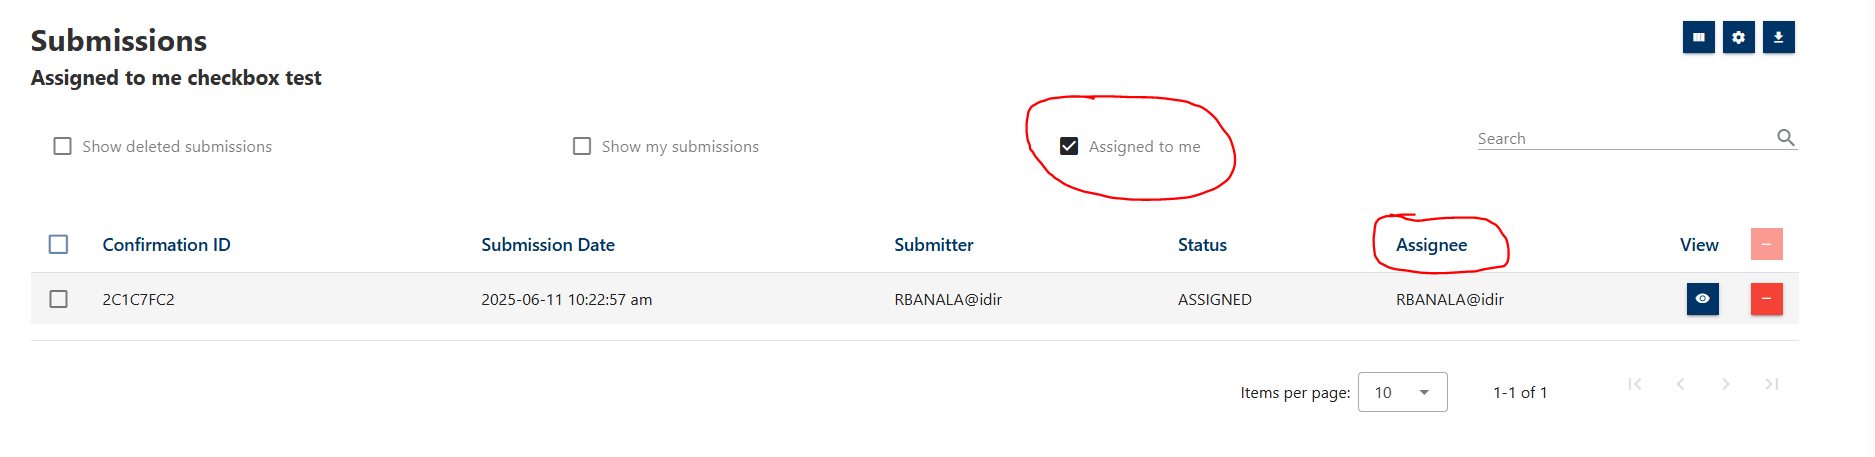 Submissions
Assigned to me checkbox test
Show deleted submissions Show my submissions Assigned to me Search
Confirmation ID Submission Date Submitter Status Assignee View
2C1C7FC2 2025-06-11 10:22:57 am RBANALA@idir ASSIGNED RBANALA@idir
Items per page: 10 1-1 of 1